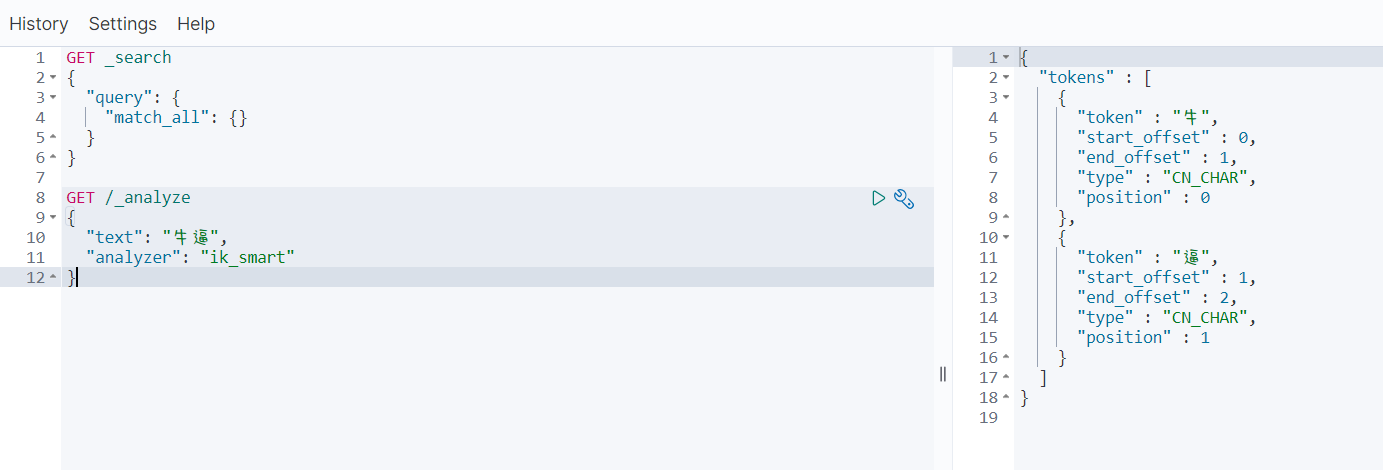 History Settings Help
1 GET _search
2 {
3 "query": {
4 "match_all": {}
5 }
6 }
7
8 GET /_analyze
9 {
10 "text": "牛逼",
11 "analyzer": "ik_smart"
12 }
1 {
2 "tokens" : [
3 {
4 "token" : "牛",
5 "start_offset" : 0,
6 "end_offset" : 1,
7 "type" : "CN_CHAR",
8 "position" : 0
9 },
10 {
11 "token" : "逼",
12 "start_offset" : 1,
13 "end_offset" : 2,
14 "type" : "CN_CHAR",
15 "position" : 1
16 }
17 ]
18 }
19